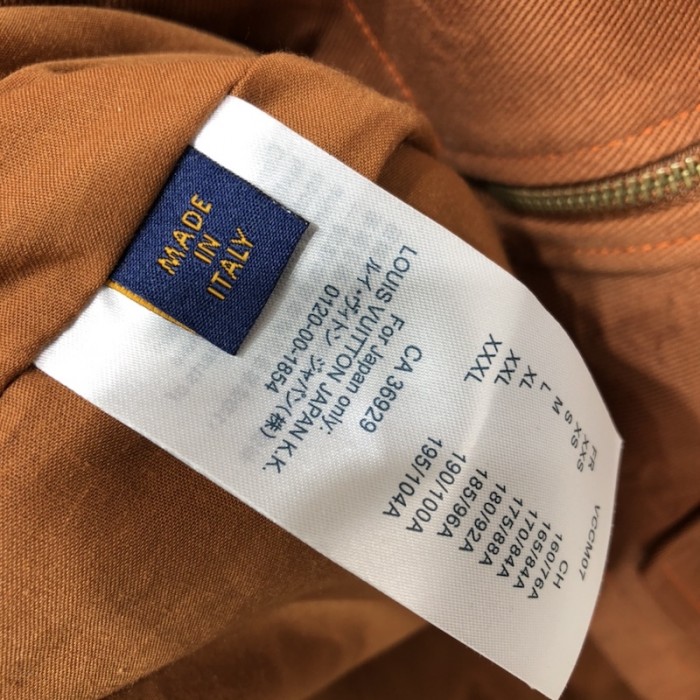 MADE
IN
ITALY
VCCM07
FR CH
XXS 160/76A
XS 165/84A
S 170/84A
M 175/88A
L 180/92A
XL 185/96A
XXL 190/100A
XXXL 195/104A
CA 36929
For Japan only:
LOUIS VUITTON JAPAN K.K.
ルイ・ヴィトン ジャパン(株)
0120-00-1854